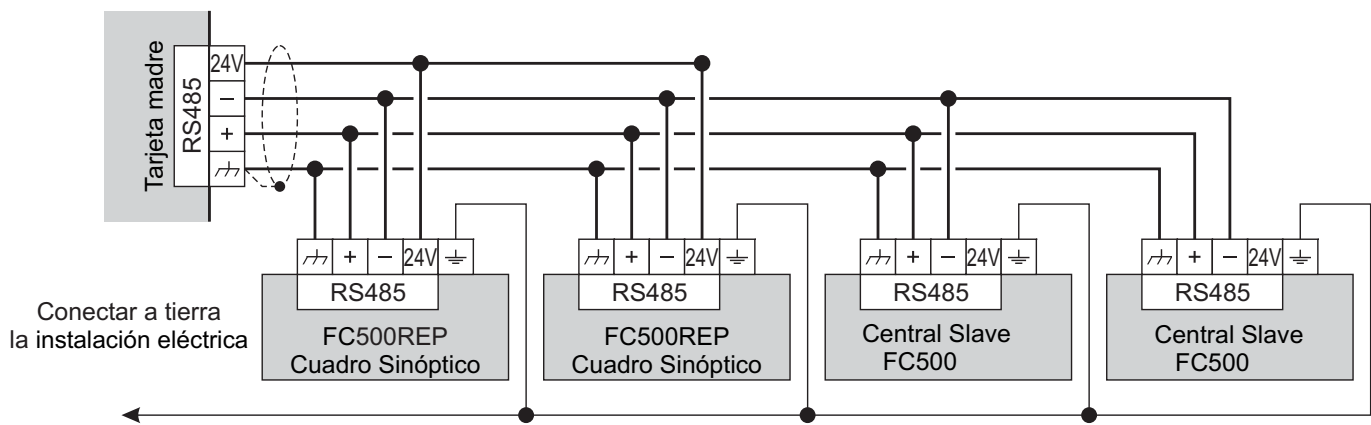 Tarjeta madre
RS485
24V
−
+
+ − 24V
RS485
FC500REP
Cuadro Sinóptico
+ − 24V
RS485
FC500REP
Cuadro Sinóptico
+ − 24V
RS485
Central Slave
FC500
+ − 24V
RS485
Central Slave
FC500
Conectar a tierra
la instalación eléctrica